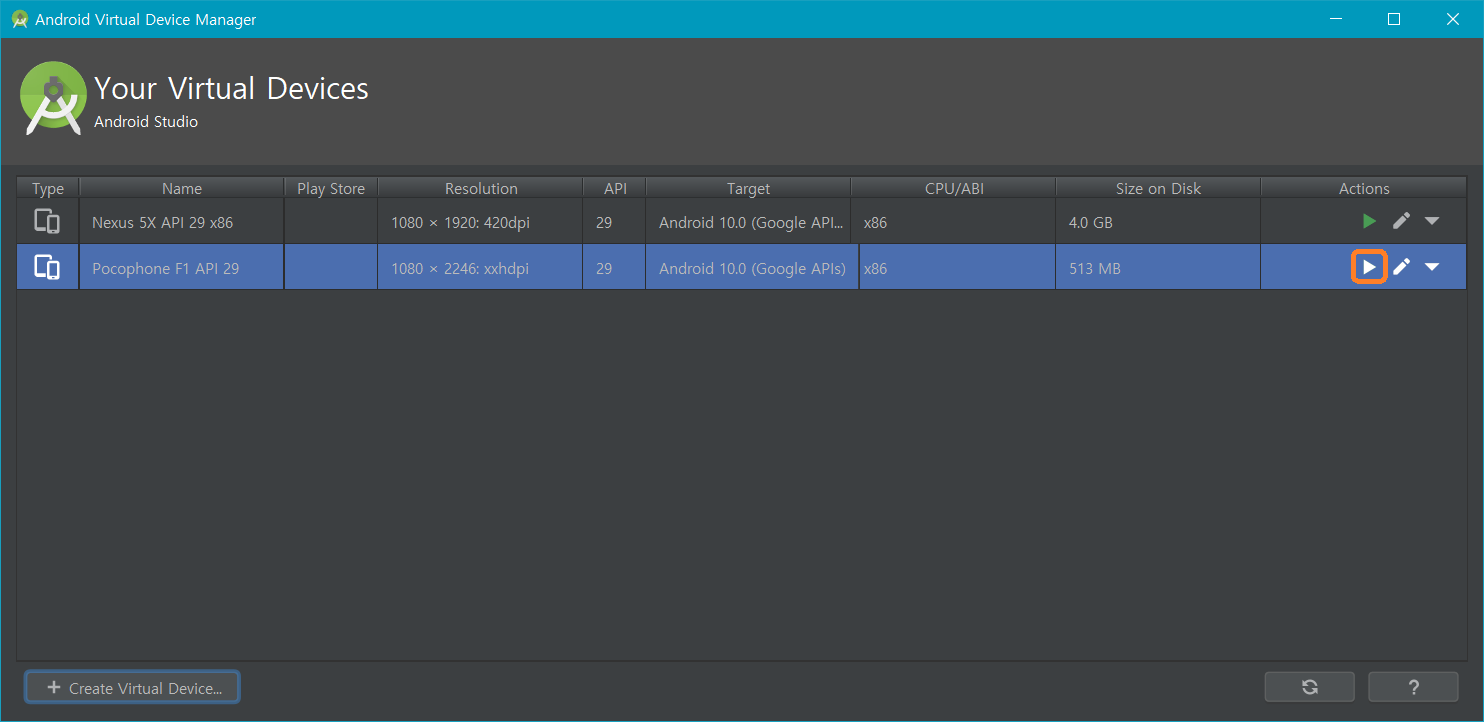 Android Virtual Device Manager
Your Virtual Devices
Android Studio
Type Name Play Store Resolution API Target CPU/ABI Size on Disk Actions
Nexus 5X API 29 x86 1080 × 1920: 420dpi 29 Android 10.0 (Google API... x86 4.0 GB
Pocophone F1 API 29 1080 × 2246: xxhdpi 29 Android 10.0 (Google APIs) x86 513 MB
+ Create Virtual Device... ?